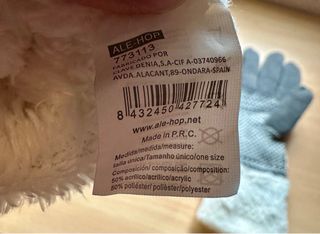 ALE-HOP
773113
FABRICADO POR
CLAVE DENIA,S.A-CIF A-03740966
AVDA.ALACANT,89-ONDARA-SPAIN
8 432450 427724
www.ale-hop.net
Made in P.R.C.
Medida/medida/measure:
talla única/Tamanho único/one size
Composición/composição/composition:
50% acrílico/acrílico/acrylic
50% poliéster/poliéster/polyester